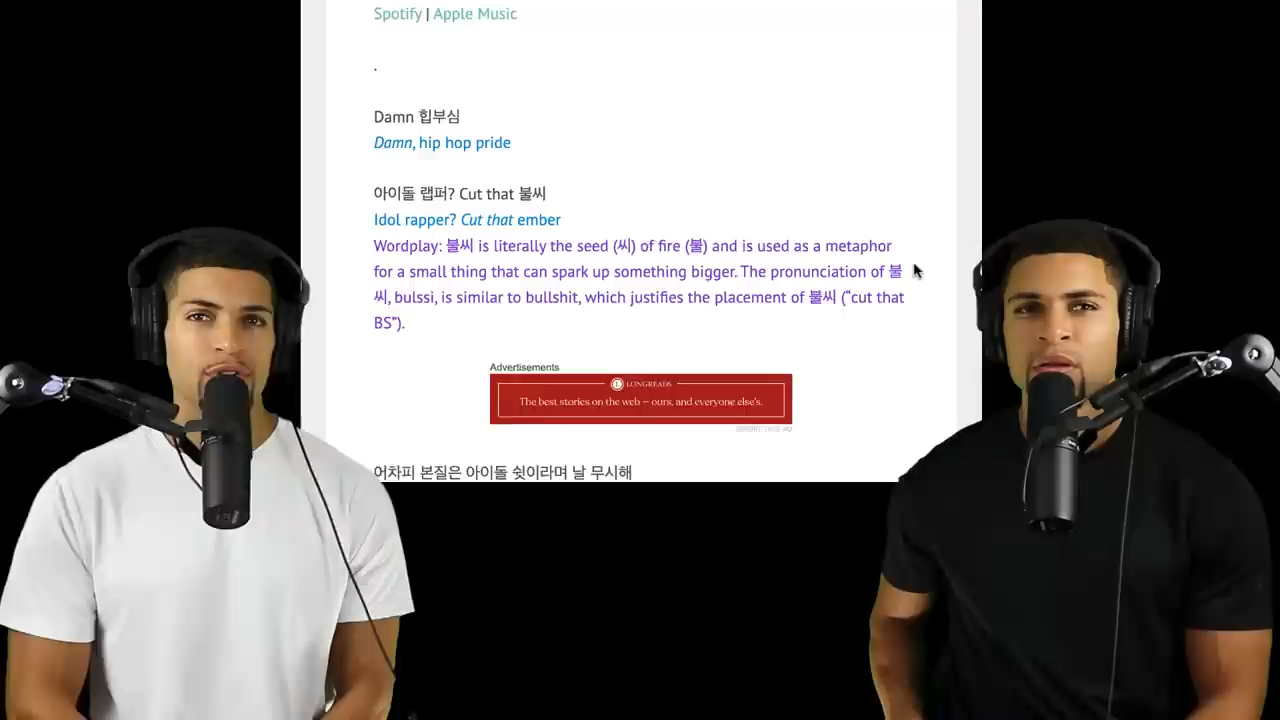 Spotify | Apple Music
.
Damn 힙부심
Damn, hip hop pride
아이돌 랩퍼? Cut that 불씨
Idol rapper? Cut that ember
Wordplay: 불씨 is literally the seed (씨) of fire (불) and is used as a metaphor
for a small thing that can spark up something bigger. The pronunciation of 불
씨, bulssi, is similar to bullshit, which justifies the placement of 불씨 (“cut that
BS”).
Advertisements
LONGREADS
The best stories on the web – ours, and everyone else's.
어차피 본질은 아이돌 쉿이라며 날 무시해